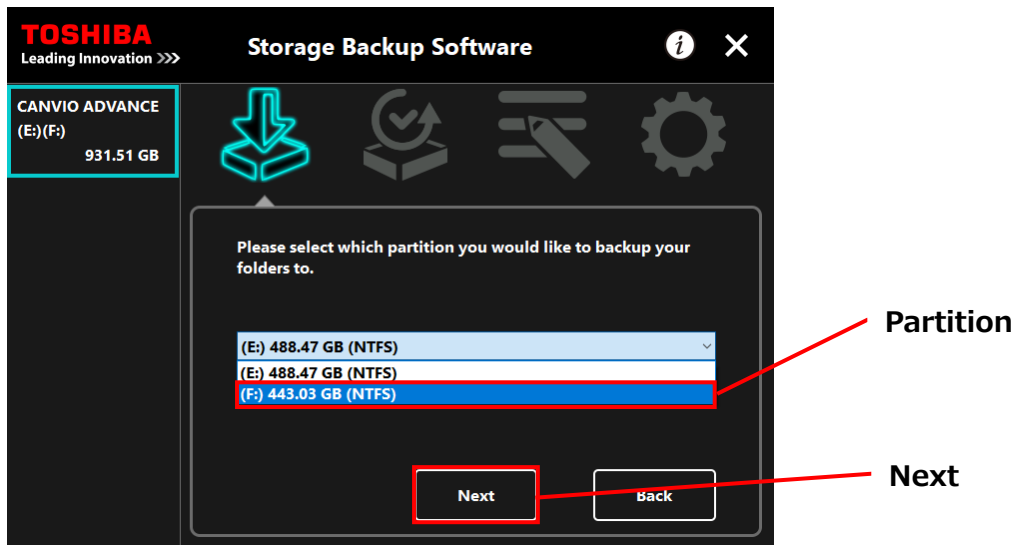 TOSHIBA
Leading Innovation >>>
Storage Backup Software
i
CANVIO ADVANCE
(E:)(F:)
931.51 GB
Please select which partition you would like to backup your
folders to.
(E:) 488.47 GB (NTFS)
(E:) 488.47 GB (NTFS)
(F:) 443.03 GB (NTFS)
Partition
Next
Back
Next